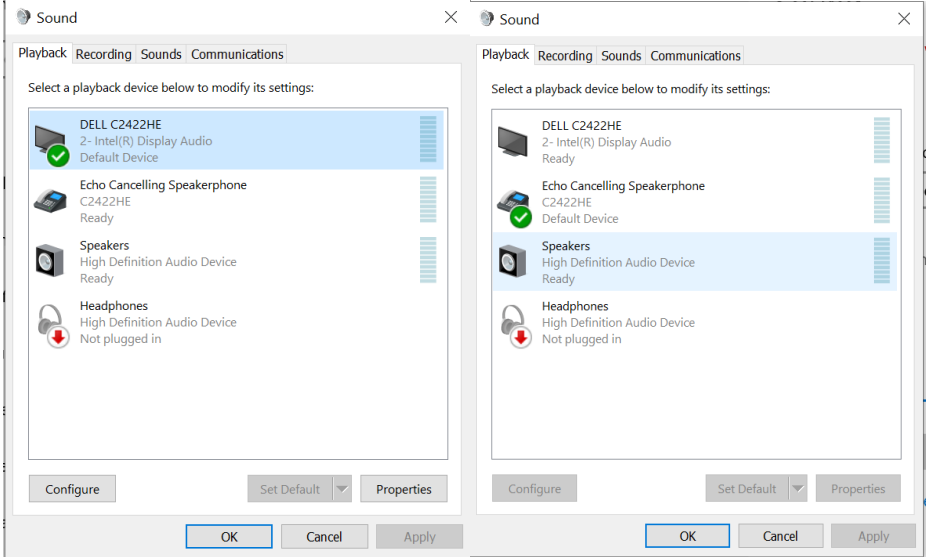 Sound
Playback Recording Sounds Communications
Select a playback device below to modify its settings:
DELL C2422HE
2- Intel(R) Display Audio
Default Device
Echo Cancelling Speakerphone
C2422HE
Ready
Speakers
High Definition Audio Device
Ready
Headphones
High Definition Audio Device
Not plugged in
Configure Set Default Properties
OK Cancel Apply
Sound
Playback Recording Sounds Communications
Select a playback device below to modify its settings:
DELL C2422HE
2- Intel(R) Display Audio
Ready
Echo Cancelling Speakerphone
C2422HE
Default Device
Speakers
High Definition Audio Device
Ready
Headphones
High Definition Audio Device
Not plugged in
Configure Set Default Properties
OK Cancel Apply